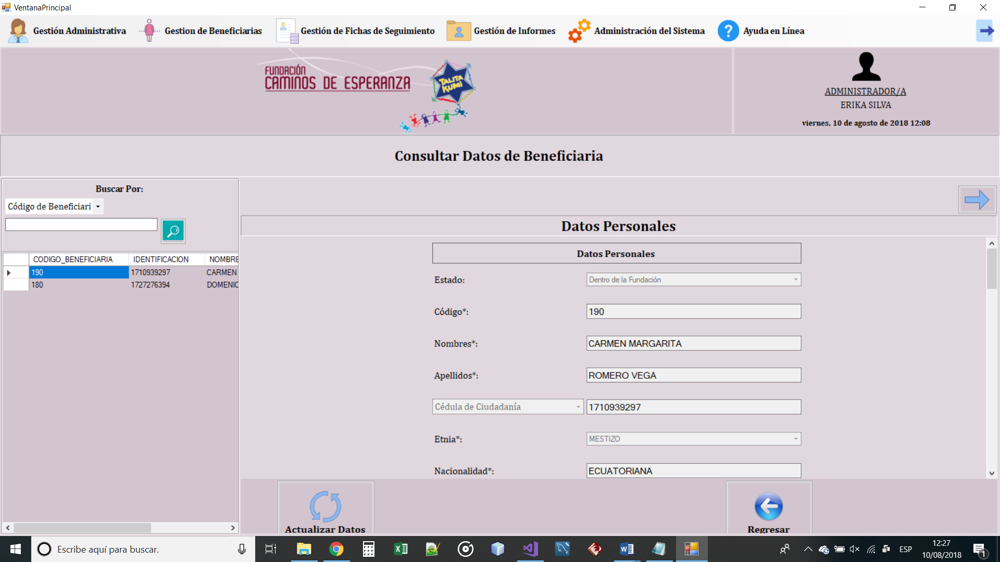 VentanaPrincipal
Gestión Administrativa
Gestion de Beneficiarias
Gestión de Fichas de Seguimiento
Gestión de Informes
Administración del Sistema
Ayuda en Línea
FUNDACIÓN
CAMINOS DE ESPERANZA
TALITA
KUMI
ADMINISTRADOR/A
ERIKA SILVA
viernes, 10 de agosto de 2018 12:08
Consultar Datos de Beneficiaria
Buscar Por:
Código de Beneficiari
CODIGO_BENEFICIARIA IDENTIFICACION NOMBRE
190 1710939297 CARMEN
180 1727276394 DOMENIC
Datos Personales
Datos Personales
Estado: Dentro de la Fundación
Código*: 190
Nombres*: CARMEN MARGARITA
Apellidos*: ROMERO VEGA
Cédula de Ciudadanía 1710939297
Etnia*: MESTIZO
Nacionalidad*: ECUATORIANA
Actualizar Datos
Regresar
Escribe aquí para buscar.
ESP
12:27
10/08/2018
1